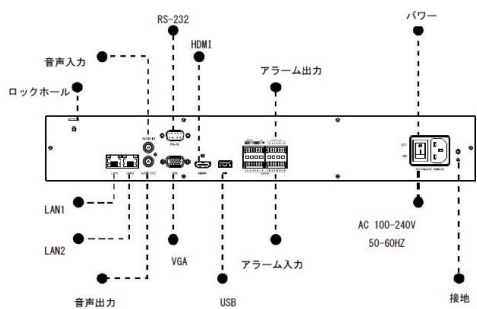 RS-232
パワー
HDMI
音声入力
アラーム出力
ロックホール
LAN1
LAN2
VGA
アラーム入力
AC 100-240V
50-60HZ
音声出力
USB
接地